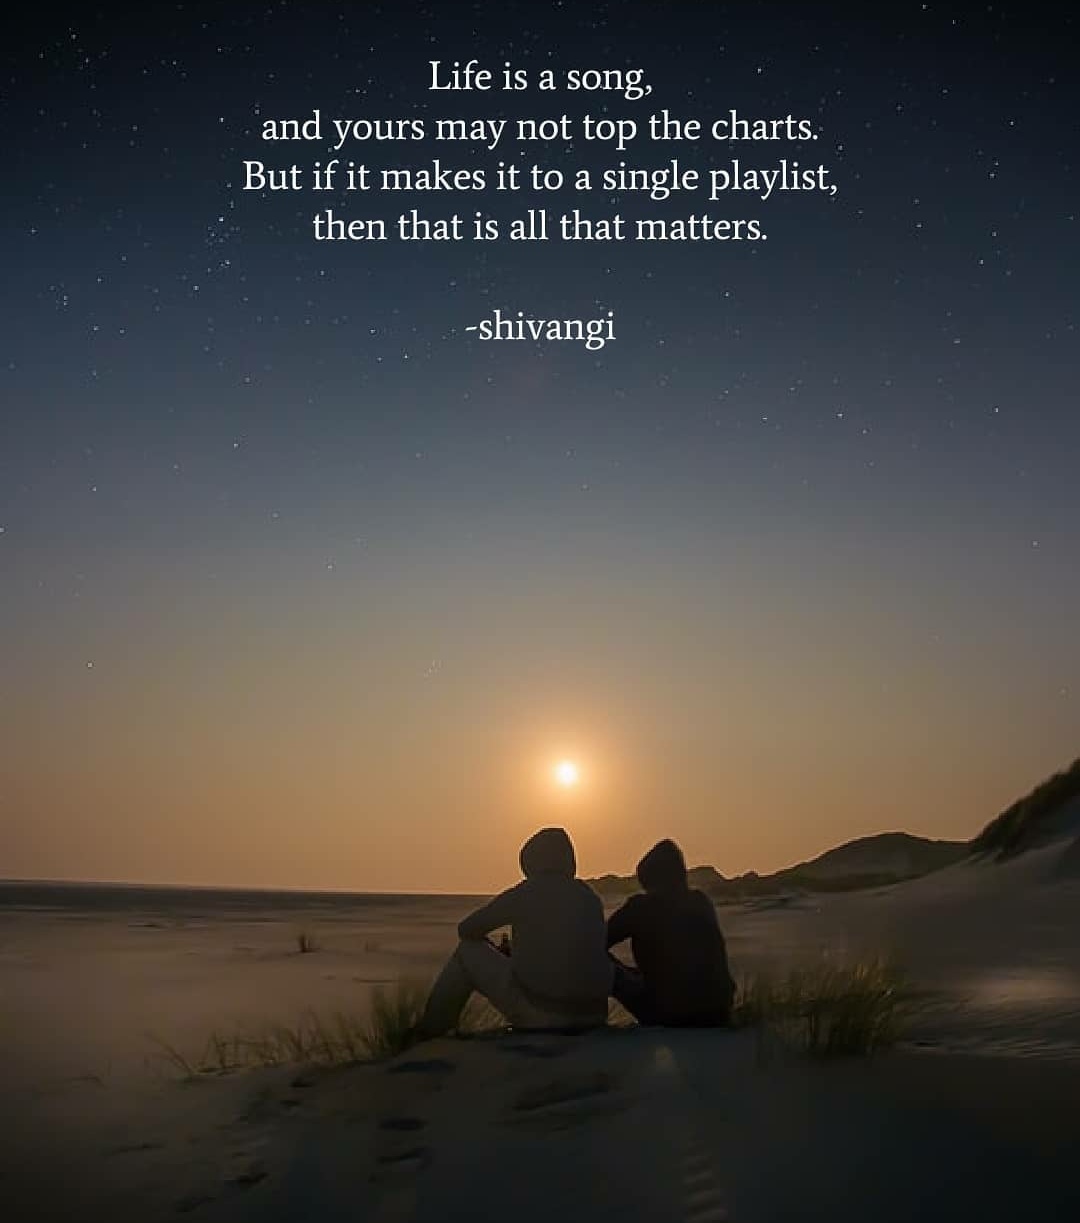 Life is a song,
and yours may not top the charts.
But if it makes it to a single playlist,
then that is all that matters.
-shivangi